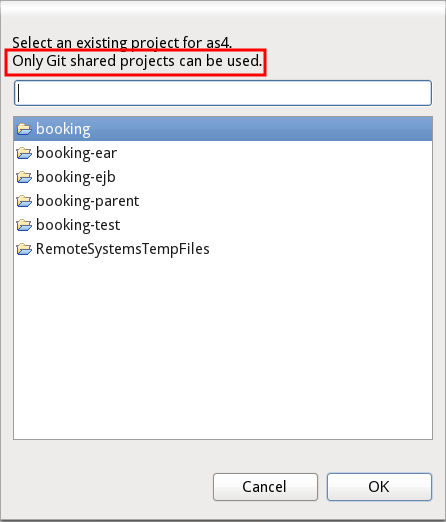 Select an existing project for as4.
Only Git shared projects can be used.
booking
booking-ear
booking-ejb
booking-parent
booking-test
RemoteSystemsTempFiles
Cancel
OK